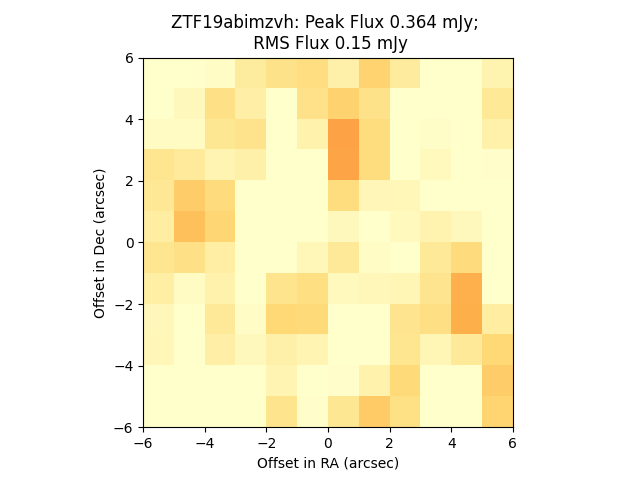 ZTF19abimzvh: Peak Flux 0.364 mJy;
RMS Flux 0.15 mJy
6
4
2
0
−2
−4
−6
Offset in Dec (arcsec)
−6 −4 −2 0 2 4 6
Offset in RA (arcsec)